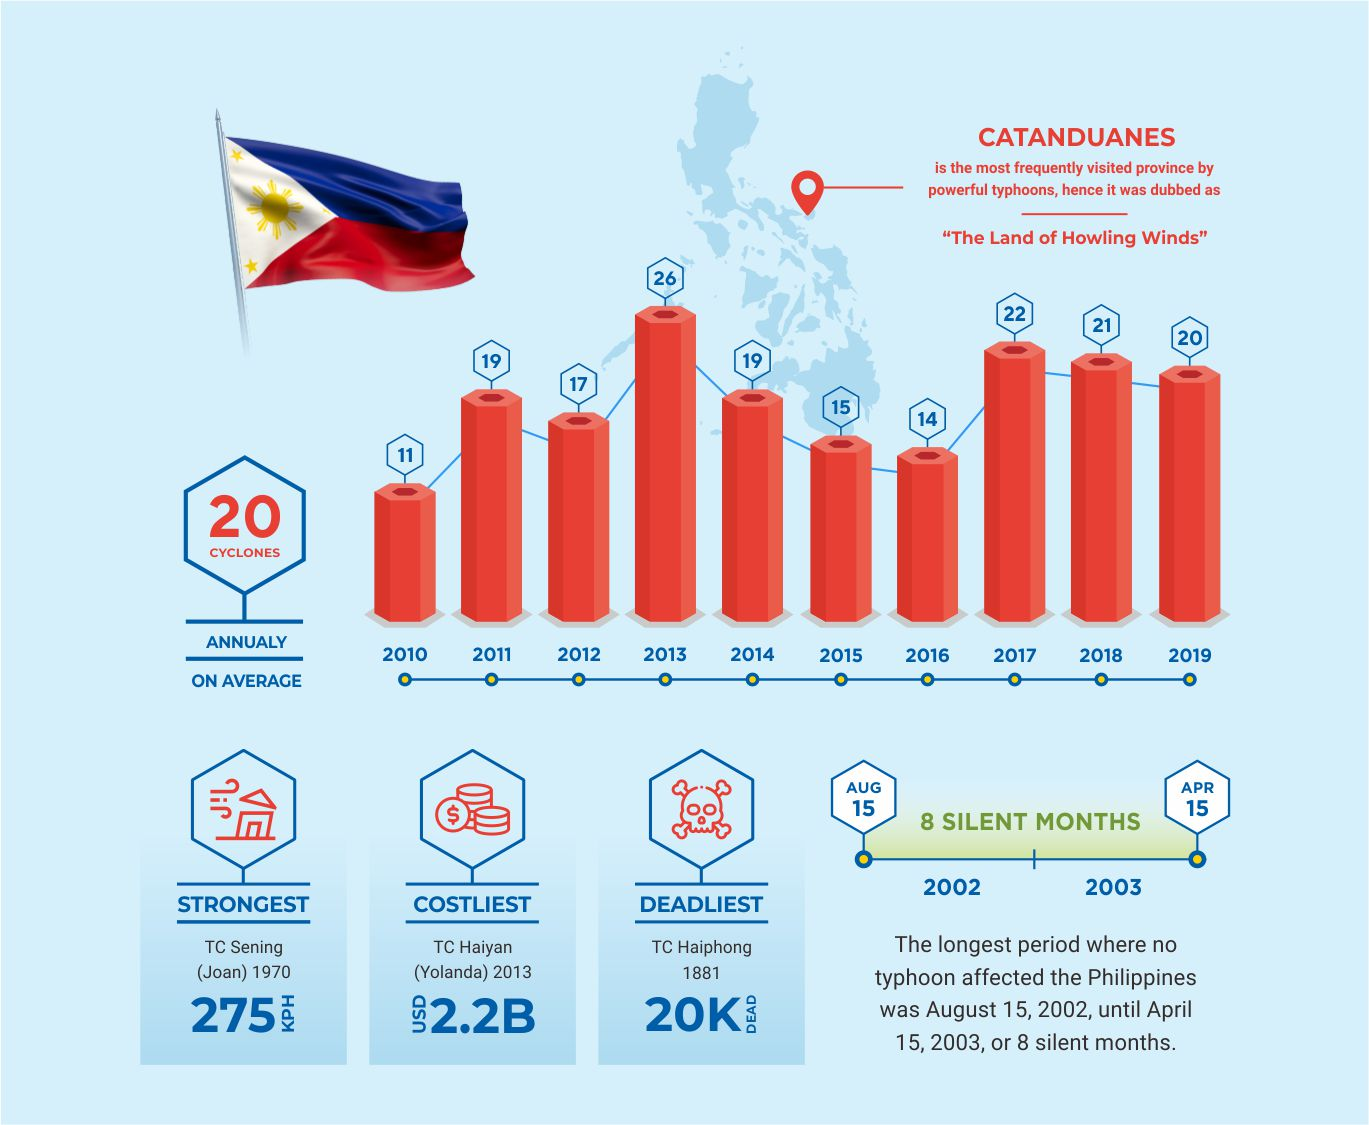 CATANDUANES
is the most frequently visited province by
powerful typhoons, hence it was dubbed as
“The Land of Howling Winds”
26
22
21
20
19
19
17
15
14
11
20
CYCLONES
ANNUALY
ON AVERAGE
2010 2011 2012 2013 2014 2015 2016 2017 2018 2019
$
STRONGEST
TC Sening
(Joan) 1970
275 KPH
COSTLIEST
TC Haiyan
(Yolanda) 2013
USD 2.2B
DEADLIEST
TC Haiphong
1881
20K DEAD
AUG
15
8 SILENT MONTHS
APR
15
2002 2003
The longest period where no
typhoon affected the Philippines
was August 15, 2002, until April
15, 2003, or 8 silent months.